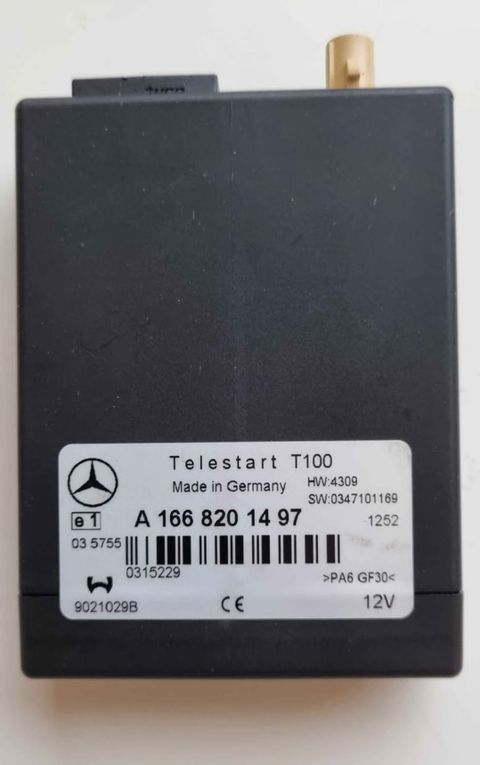 tyco
Telestart T100
Made in Germany
HW:4309
SW:0347101169
e 1
A 166 820 14 97
1252
03 5755
0315229
>PA6 GF30<
9021029B
CE
12V